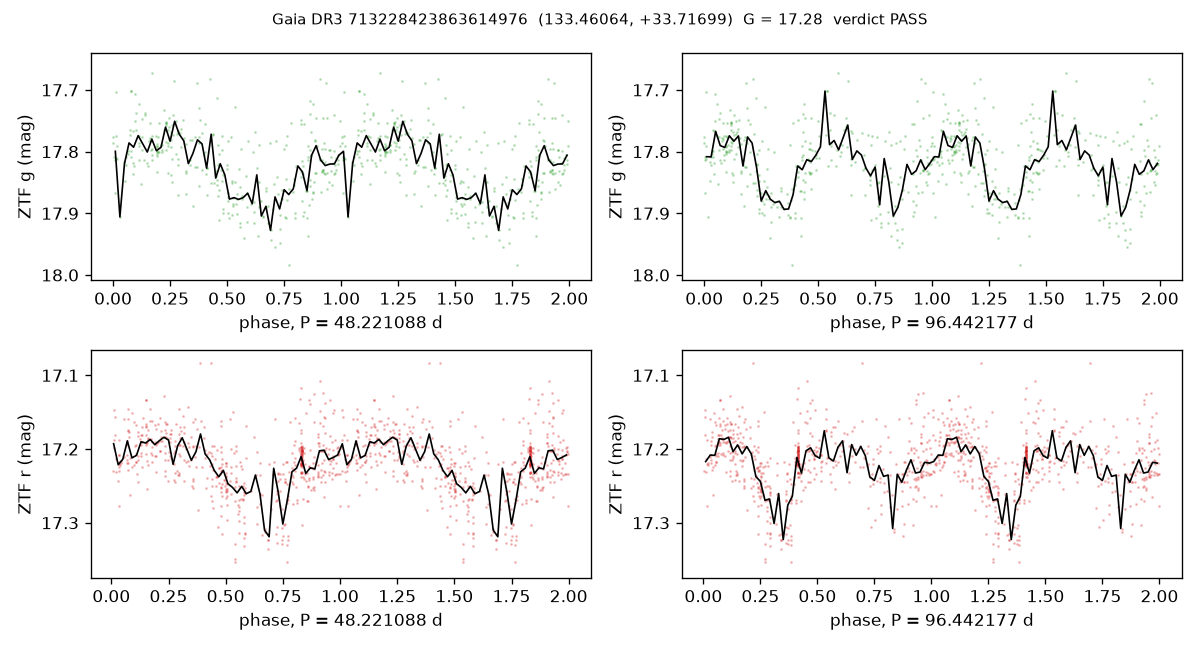 Gaia DR3 713228423863614976 (133.46064, +33.71699) G = 17.28 verdict PASS
ZTF g (mag)
17.7
17.8
17.9
18.0
0.00 0.25 0.50 0.75 1.00 1.25 1.50 1.75 2.00
phase, P = 48.221088 d
ZTF g (mag)
17.7
17.8
17.9
18.0
0.00 0.25 0.50 0.75 1.00 1.25 1.50 1.75 2.00
phase, P = 96.442177 d
ZTF r (mag)
17.1
17.2
17.3
0.00 0.25 0.50 0.75 1.00 1.25 1.50 1.75 2.00
phase, P = 48.221088 d
ZTF r (mag)
17.1
17.2
17.3
0.00 0.25 0.50 0.75 1.00 1.25 1.50 1.75 2.00
phase, P = 96.442177 d